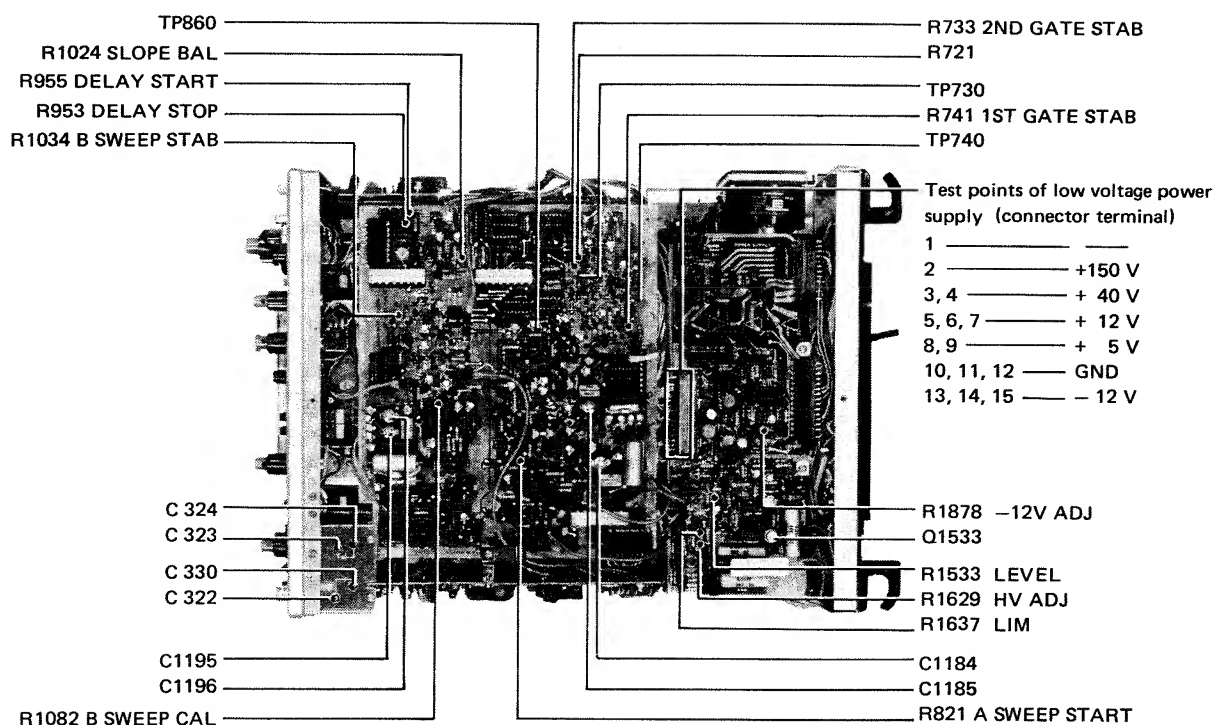 TP860
R1024 SLOPE BAL
R955 DELAY START
R953 DELAY STOP
R1034 B SWEEP STAB
R733 2ND GATE STAB
R721
TP730
R741 1ST GATE STAB
TP740
Test points of low voltage power
supply (connector terminal)
1 — —
2 — +150 V
3, 4 — + 40 V
5, 6, 7 — + 12 V
8, 9 — + 5 V
10, 11, 12 — GND
13, 14, 15 — − 12 V
C 324
C 323
C 330
C 322
C1195
C1196
R1082 B SWEEP CAL
R1878 −12V ADJ
Q1533
R1533 LEVEL
R1629 HV ADJ
R1637 LIM
C1184
C1185
R821 A SWEEP START